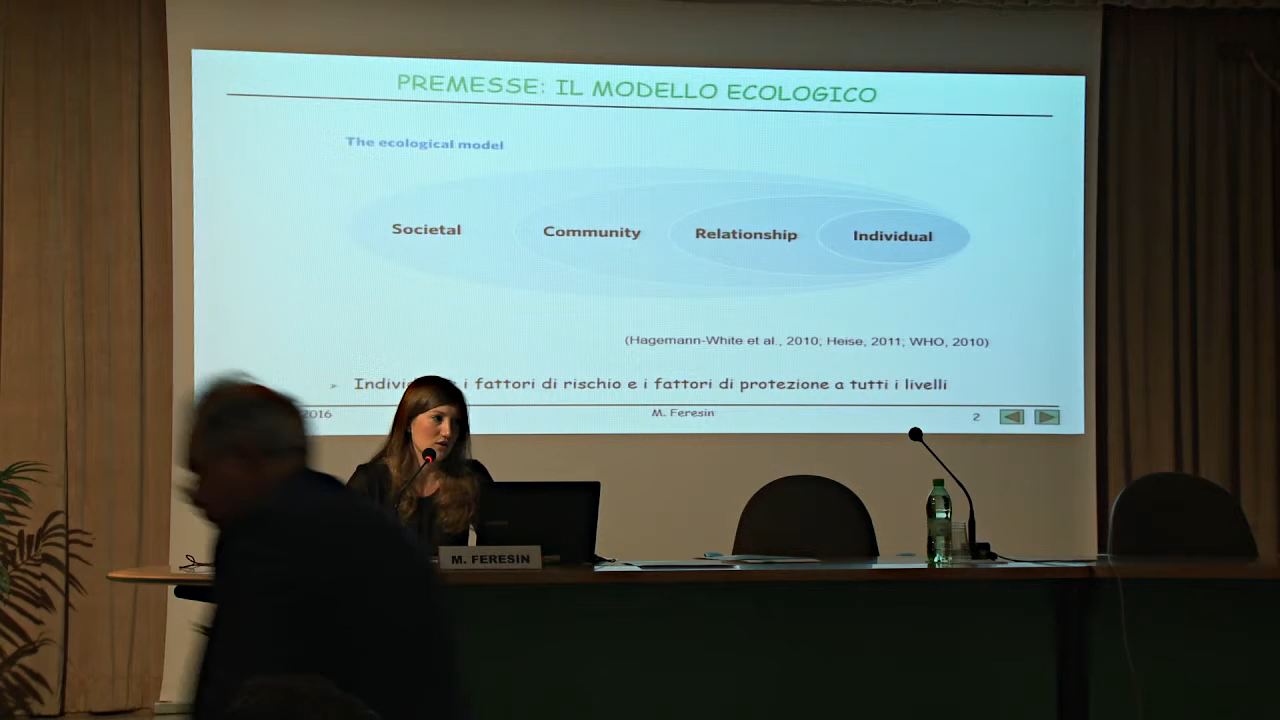 PREMESSE: IL MODELLO ECOLOGICO
The ecological model
Societal Community Relationship Individual
(Hagemann-White et al., 2010; Heise, 2011; WHO, 2010)
i fattori di rischio e i fattori di protezione a tutti i livelli
2016 M. Feresin 2
M. FERESIN